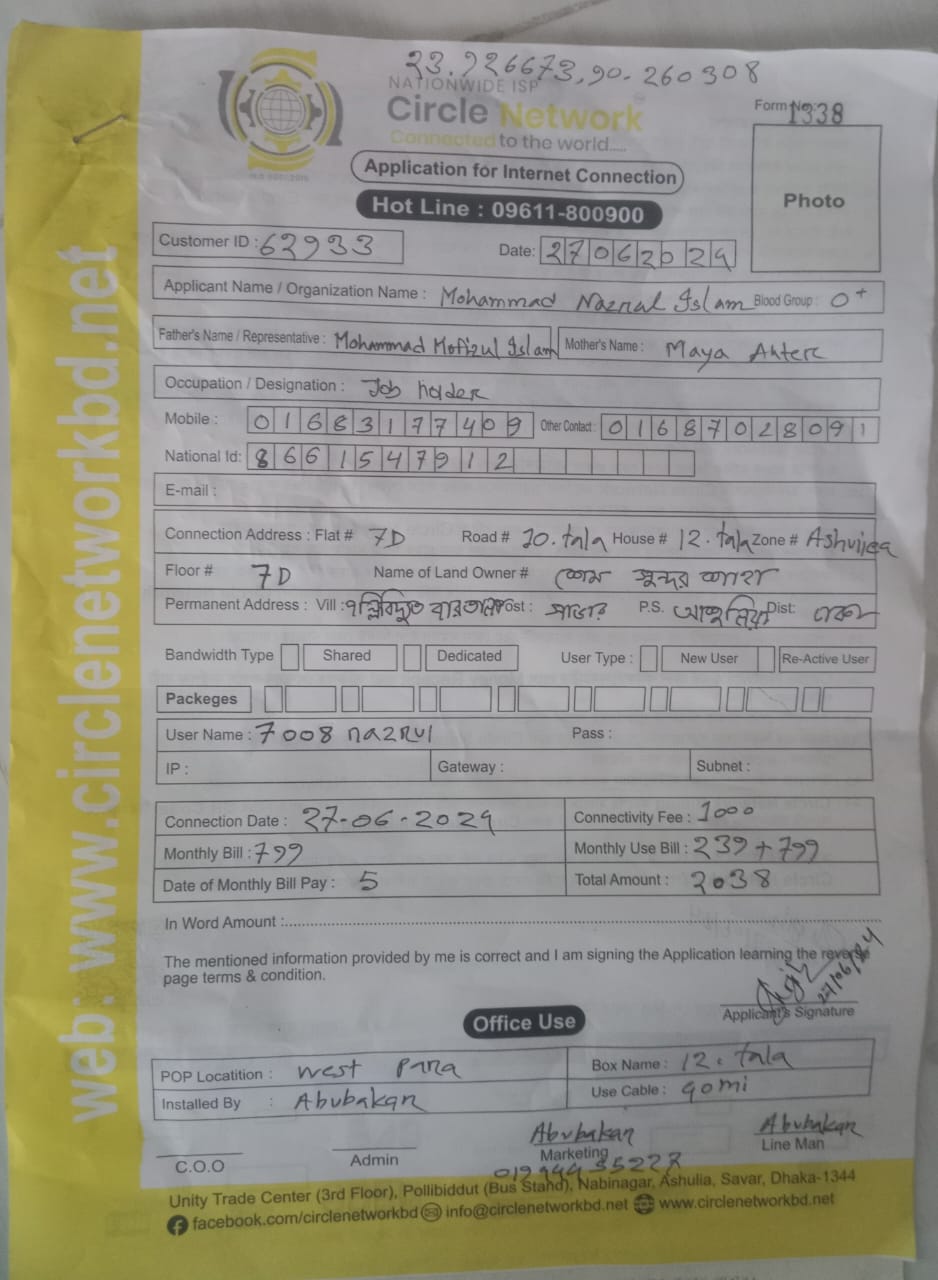 23.926673,90.260308
NATIONWIDE ISP
Circle Network
Connected to the world.....
Form No: 1338
Application for Internet Connection
Photo
Hot Line : 09611-800900
Customer ID : 62933
Date: 27062024
Applicant Name / Organization Name : Mohammad Naznul Islam Blood Group : O+
Father's Name / Representative : Mohammad Mofizul Islam Mother's Name : Maya Akter
Occupation / Designation : Job holder
Mobile : 01683177409 Other Contact : 01687028091
National Id: 8661547912
E-mail :
Connection Address : Flat # 7D Road # 10.tala House # 12.tala Zone #
Floor # 7D Name of Land Owner # সুন্দর সাহা
Permanent Address : Vill : Post : সাভার P.S. আশুলিয়া Dist: ঢাকা
Bandwidth Type Shared Dedicated User Type : New User Re-Active User
Packeges
User Name : 7008 nazrul Pass :
IP : Gateway : Subnet :
Connection Date : 27-06-2024 Connectivity Fee : 1000
Monthly Bill : 799 Monthly Use Bill : 239+799
Date of Monthly Bill Pay : 5 Total Amount : 2038
In Word Amount :
The mentioned information provided by me is correct and I am signing the Application learning the reverse
page terms & condition.
27/06/24
Applicant's Signature
Office Use
POP Locatition : west para Box Name : 12.tala
Installed By : Abubakar Use Cable : 90mi
Abubakar Abubakar
C.O.O Admin Marketing Line Man
Unity Trade Center (3rd Floor), Pollibiddut (Bus Stand), Nabinagar, Ashulia, Savar, Dhaka-1344
facebook.com/circlenetworkbd info@circlenetworkbd.net www.circlenetworkbd.net
web: www.circlenetworkbd.net